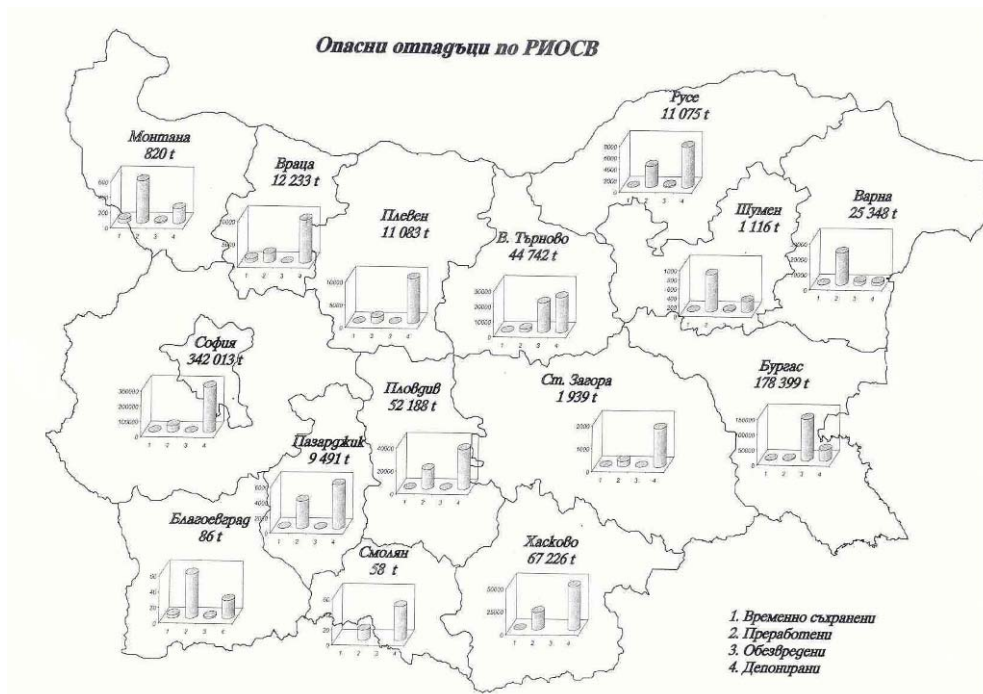 Опасни отпадъци по РИОСВ
Монтана
820 t
Враца
12 233 t
Плевен
11 083 t
В. Търново
44 742 t
Русе
11 075 t
Шумен
1 116 t
Варна
25 348 t
София
342 013 t
Пазарджик
9 491 t
Пловдив
52 188 t
Ст. Загора
1 939 t
Бургас
178 399 t
Благоевград
86 t
Смолян
58 t
Хасково
67 226 t
1. Временно съхранени
2. Преработени
3. Обезвредени
4. Депонирани